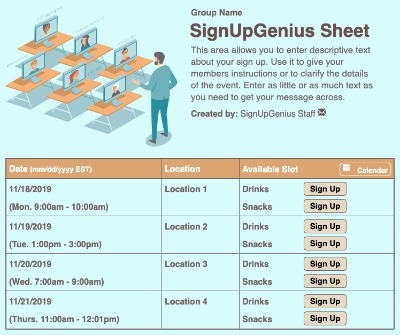 Group Name
SignUpGenius Sheet
This area allows you to enter descriptive text
about your sign up. Use it to give your
members instructions or to clarify the details
of the event. Enter as little or as much text as
you need to get your message across.
Created by: SignUpGenius Staff
Date (mm/dd/yyyy EST) Location Available Slot Calendar
11/18/2019 Location 1 Drinks Sign Up
(Mon. 9:00am - 10:00am) Snacks Sign Up
11/19/2019 Location 2 Drinks Sign Up
(Tue. 1:00pm - 3:00pm) Snacks Sign Up
11/20/2019 Location 3 Drinks Sign Up
(Wed. 7:00am - 9:00am) Snacks Sign Up
11/21/2019 Location 4 Drinks Sign Up
(Thurs. 11:00am - 12:01pm) Snacks Sign Up